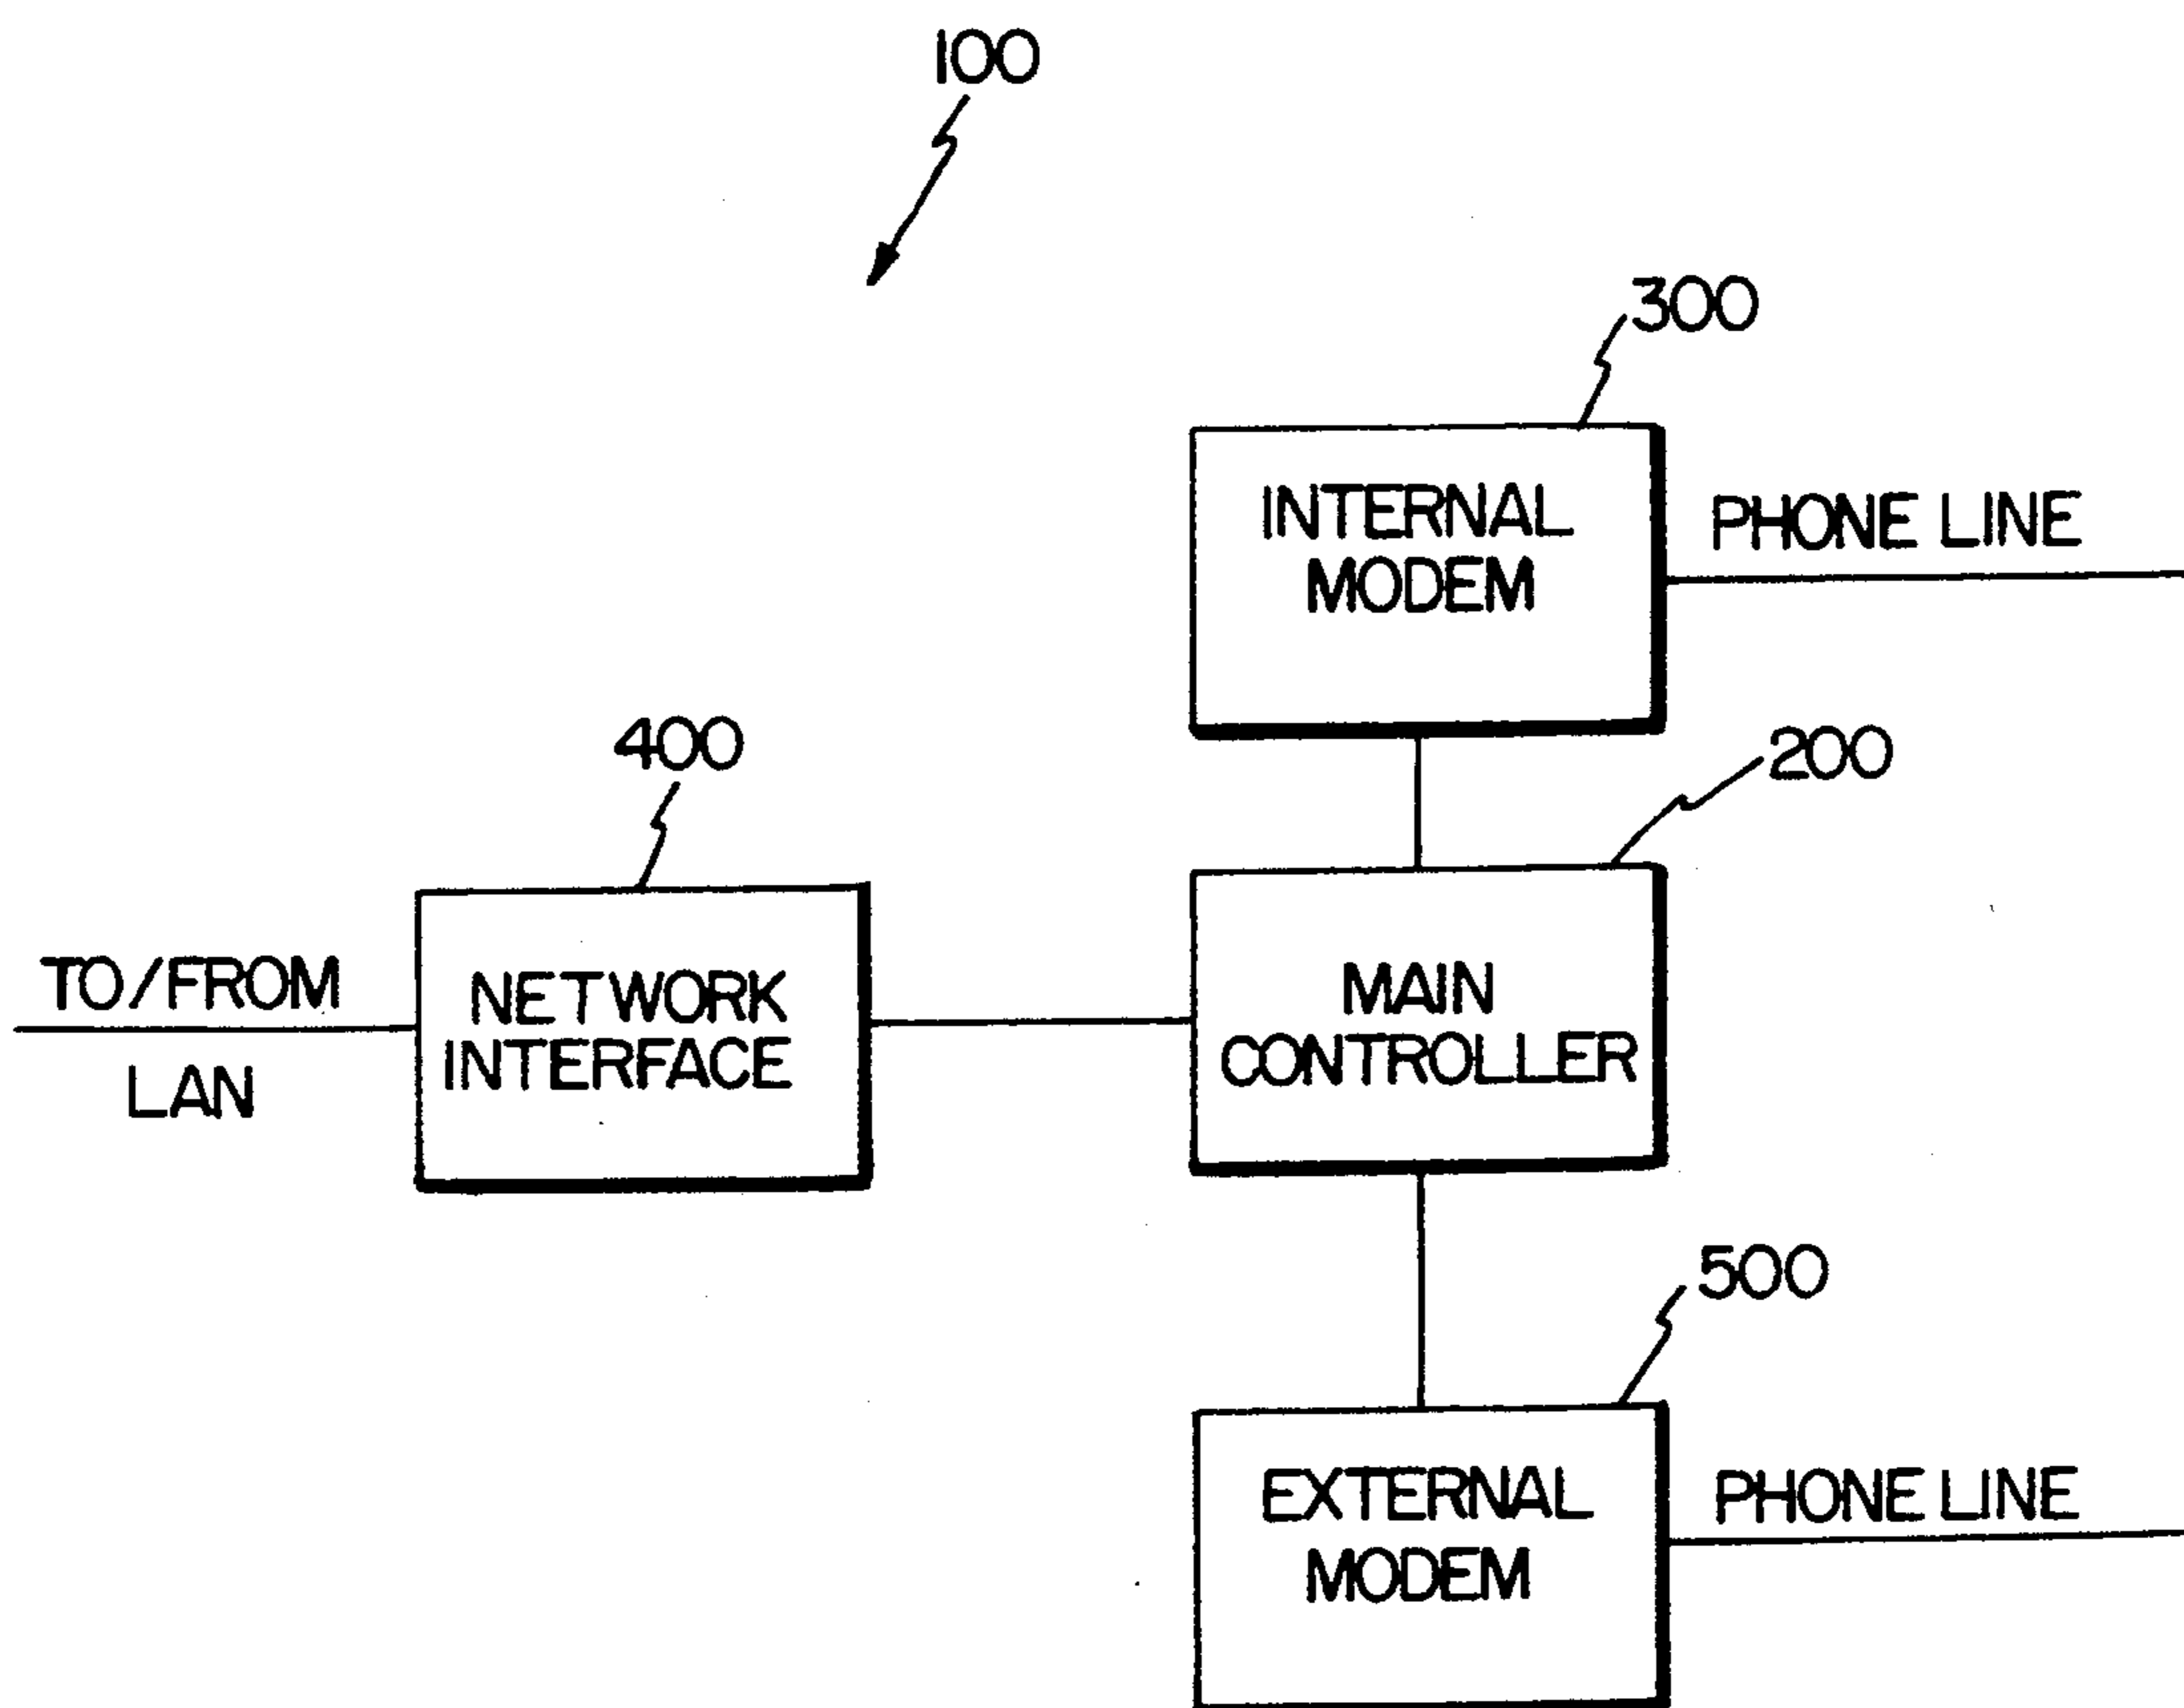 100
300
INTERNAL
MODEM
PHONE LINE
400
200
TO/FROM
LAN
NETWORK
INTERFACE
MAIN
CONTROLLER
500
EXTERNAL
MODEM
PHONE LINE